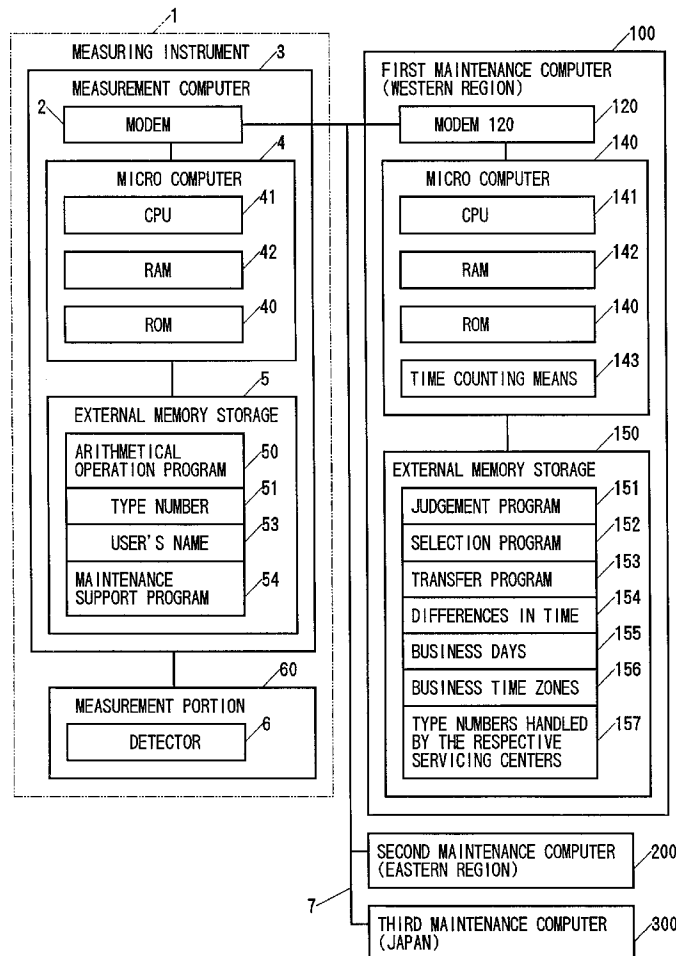 1
MEASURING INSTRUMENT
3
MEASUREMENT COMPUTER
2
MODEM
4
MICRO COMPUTER
41
CPU
42
RAM
40
ROM
5
EXTERNAL MEMORY STORAGE
ARITHMETICAL
OPERATION PROGRAM
50
TYPE NUMBER
51
USER'S NAME
53
MAINTENANCE
SUPPORT PROGRAM
54
60
MEASUREMENT PORTION
6
DETECTOR
100
FIRST MAINTENANCE COMPUTER
(WESTERN REGION)
120
MODEM 120
140
MICRO COMPUTER
141
CPU
142
RAM
140
ROM
143
TIME COUNTING MEANS
150
EXTERNAL MEMORY STORAGE
151
JUDGEMENT PROGRAM
152
SELECTION PROGRAM
153
TRANSFER PROGRAM
154
DIFFERENCES IN TIME
155
BUSINESS DAYS
156
BUSINESS TIME ZONES
157
TYPE NUMBERS HANDLED
BY THE RESPECTIVE
SERVICING CENTERS
SECOND MAINTENANCE COMPUTER
(EASTERN REGION)
200
7
THIRD MAINTENANCE COMPUTER
(JAPAN)
300